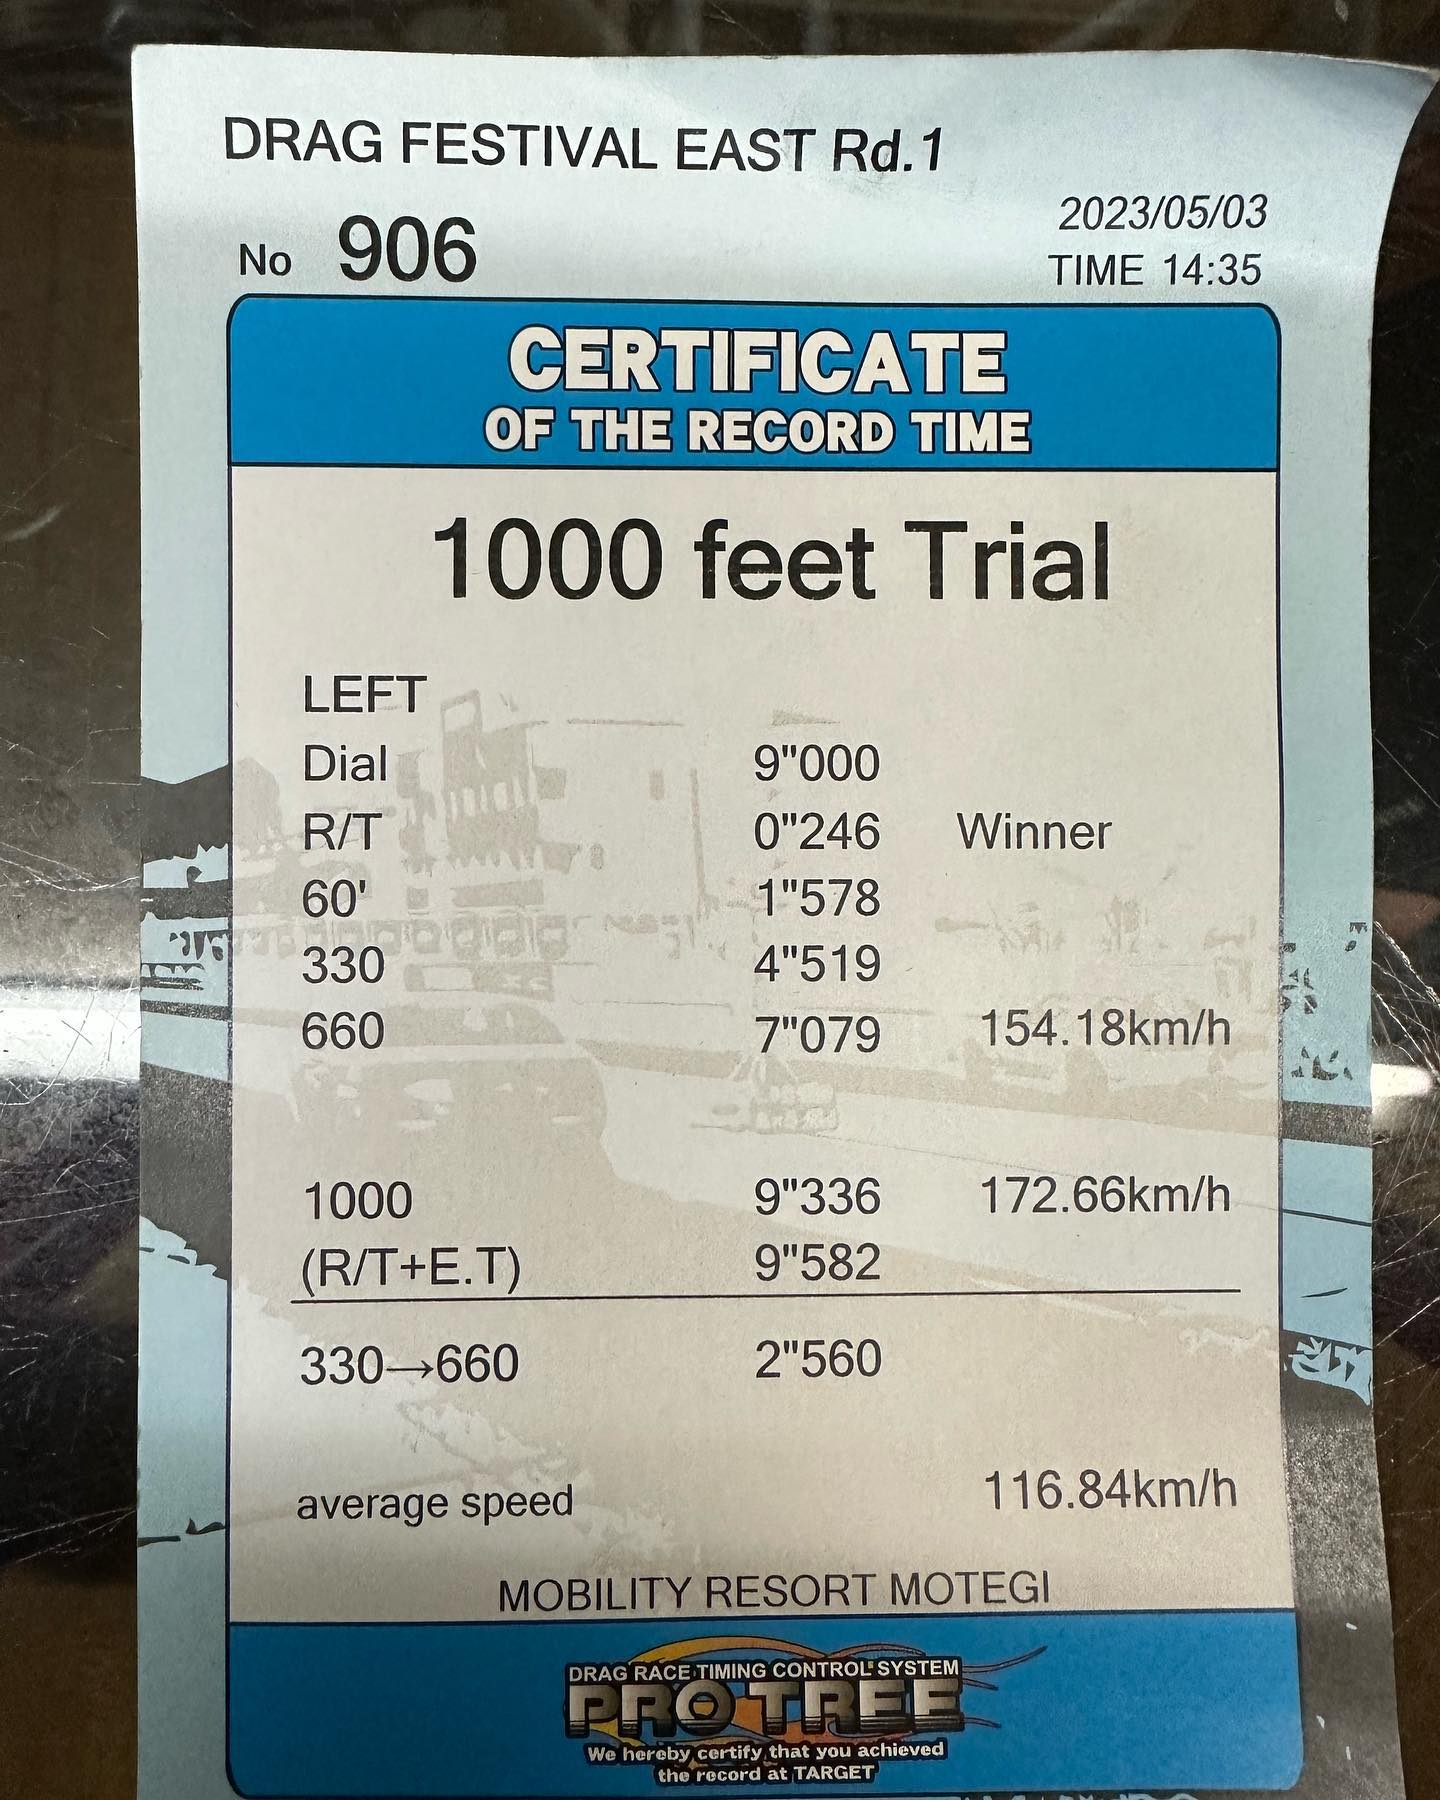 DRAG FESTIVAL EAST Rd.1
2023/05/03
No 906
TIME 14:35
CERTIFICATE
OF THE RECORD TIME
1000 feet Trial
LEFT
Dial 9"000
R/T 0"246 Winner
60' 1"578
330 4"519
660 7"079 154.18km/h
1000 9"336 172.66km/h
(R/T+E.T) 9"582
330→660 2"560
average speed 116.84km/h
MOBILITY RESORT MOTEGI
DRAG RACE TIMING CONTROL SYSTEM
PRO TREE
We hereby certify that you achieved
the record at TARGET